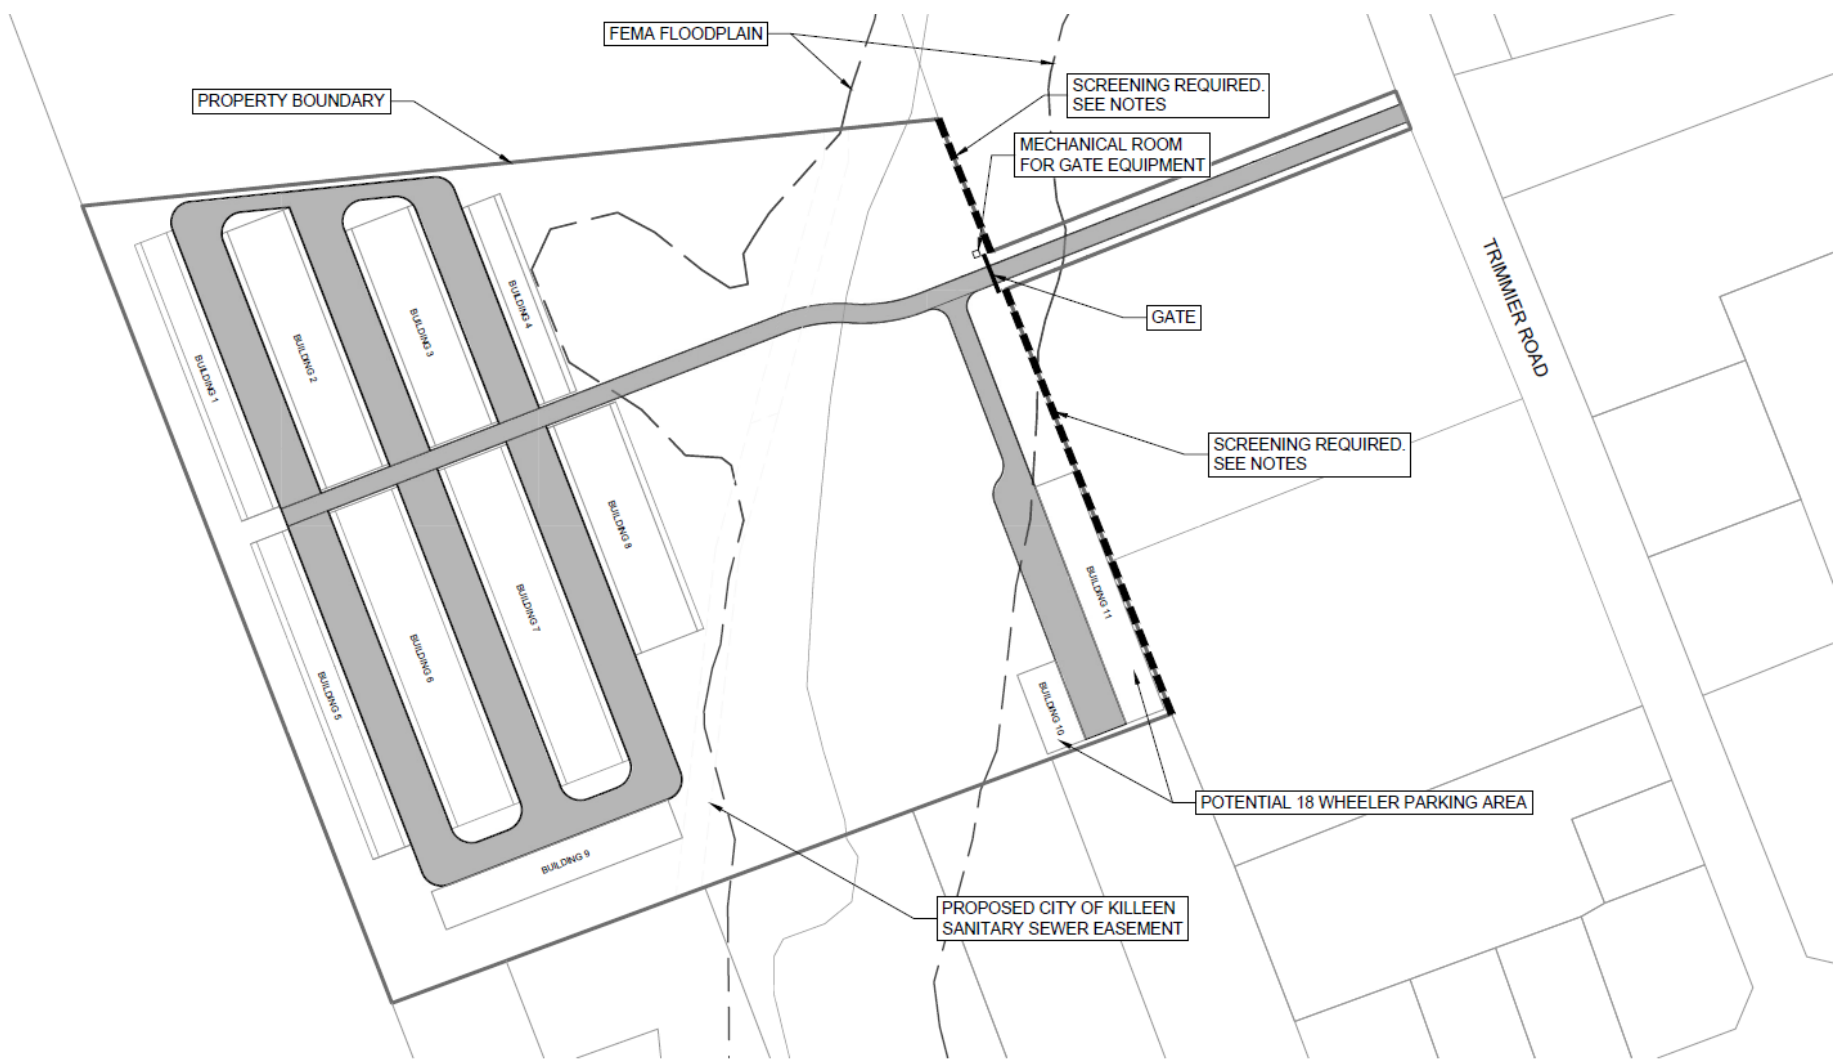 FEMA FLOODPLAIN
PROPERTY BOUNDARY
SCREENING REQUIRED.
SEE NOTES
MECHANICAL ROOM
FOR GATE EQUIPMENT
TRIMMIER ROAD
GATE
BUILDING 1
BUILDING 2
BUILDING 3
BUILDING 4
SCREENING REQUIRED.
SEE NOTES
BUILDING 5
BUILDING 6
BUILDING 7
BUILDING 8
BUILDING 11
BUILDING 10
POTENTIAL 18 WHEELER PARKING AREA
BUILDING 9
PROPOSED CITY OF KILLEEN
SANITARY SEWER EASEMENT